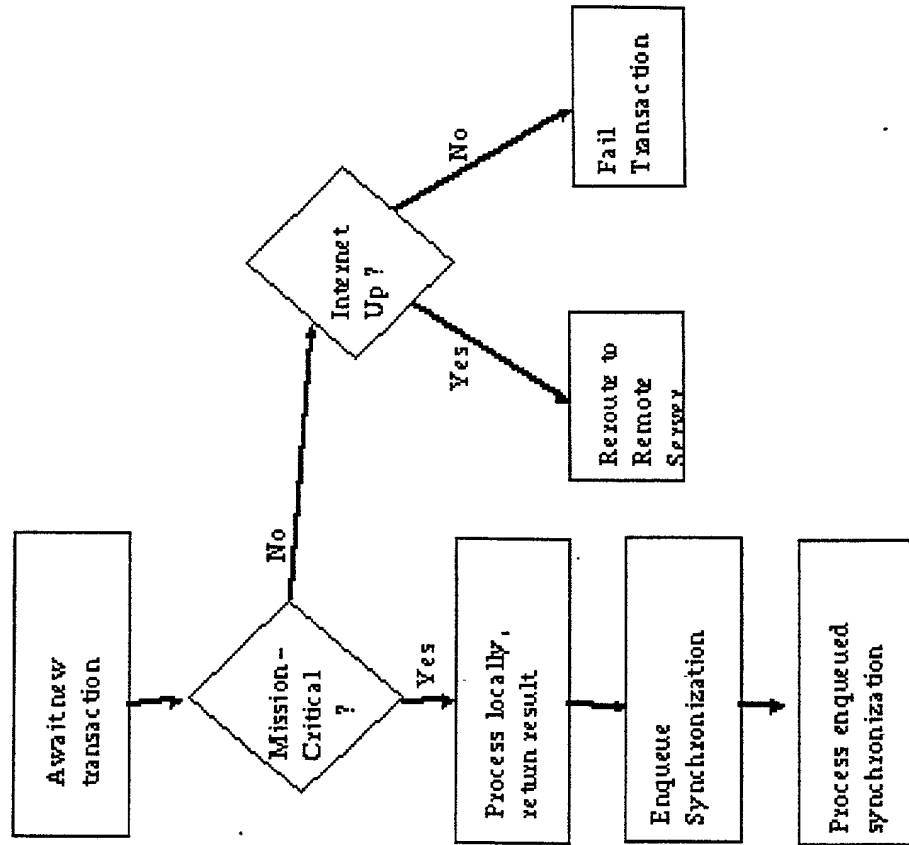 Await new
transaction
Mission-
Critical
?
No
Yes
Internet
Up?
Yes
No
Process locally,
return result
Reroute to
Remote
Server
Fail
Transaction
Enqueue
Synchronization
Process enqueued
synchronization